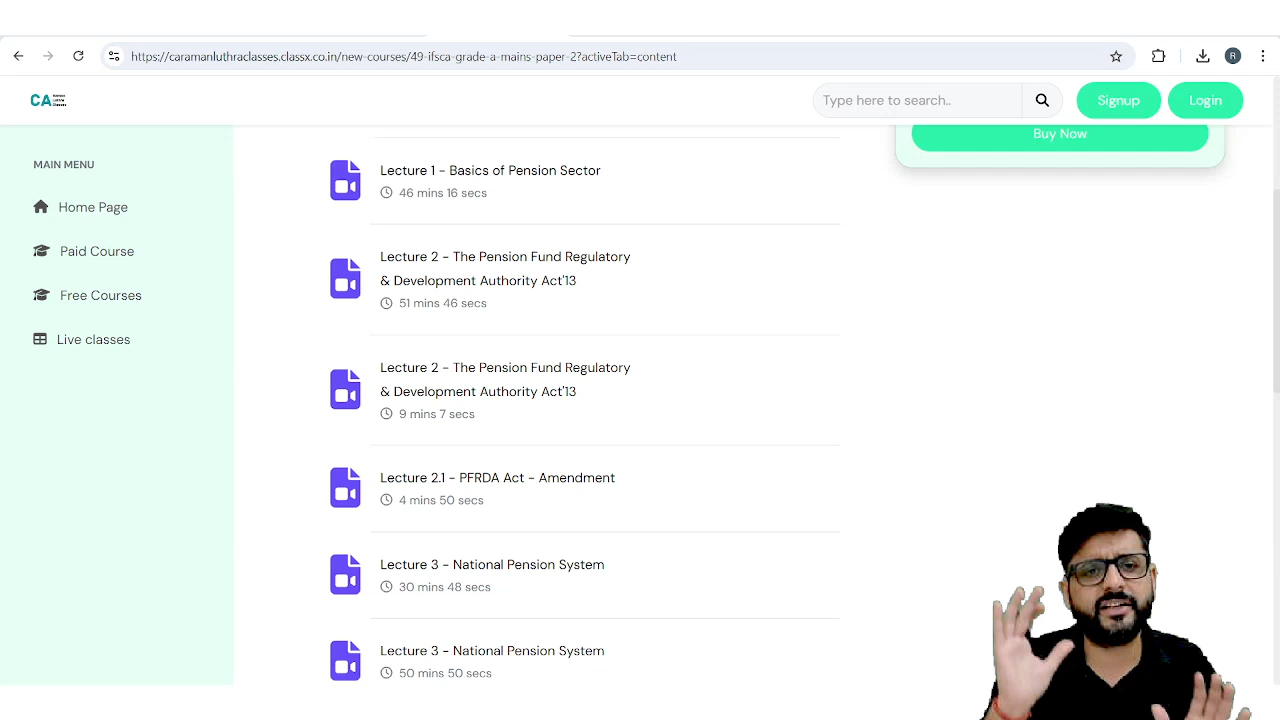 https://caramanluthraclasses.classx.co.in/new-courses/49-ifsca-grade-a-mains-paper-2?activeTab=content
R
CA
Type here to search..
Signup
Login
Buy Now
MAIN MENU
Home Page
Paid Course
Free Courses
Live classes
Lecture 1 - Basics of Pension Sector
46 mins 16 secs
Lecture 2 - The Pension Fund Regulatory
& Development Authority Act'13
51 mins 46 secs
Lecture 2 - The Pension Fund Regulatory
& Development Authority Act'13
9 mins 7 secs
Lecture 2.1 - PFRDA Act - Amendment
4 mins 50 secs
Lecture 3 - National Pension System
30 mins 48 secs
Lecture 3 - National Pension System
50 mins 50 secs